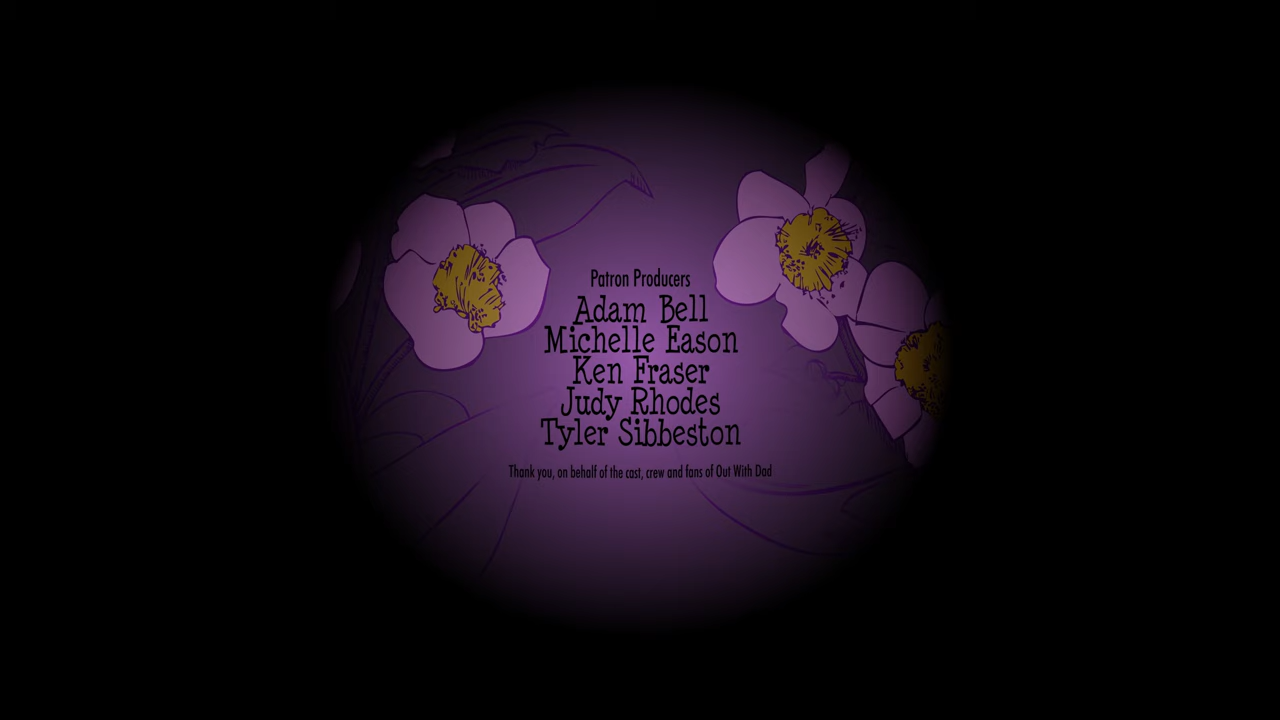 Patron Producers
Adam Bell
Michelle Eason
Ken Fraser
Judy Rhodes
Tyler Sibbeston
Thank you, on behalf of the cast, crew and fans of Out With Dad